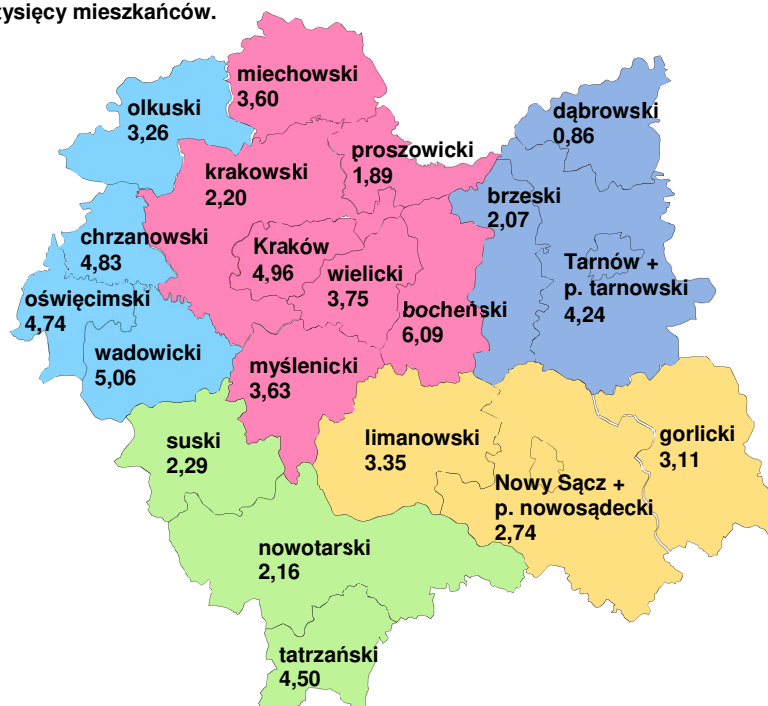 tysięcy mieszkańców.
miechowski
3,60
olkuski
3,26
dąbrowski
0,86
proszowicki
1,89
krakowski
2,20
brzeski
2,07
chrzanowski
4,83
Kraków
4,96
wielicki
3,75
Tarnów +
p. tarnowski
4,24
oświęcimski
4,74
bocheński
6,09
wadowicki
5,06
myślenicki
3,63
suski
2,29
limanowski
3.35
gorlicki
3,11
Nowy Sącz +
p. nowosądecki
2,74
nowotarski
2,16
tatrzański
4,50